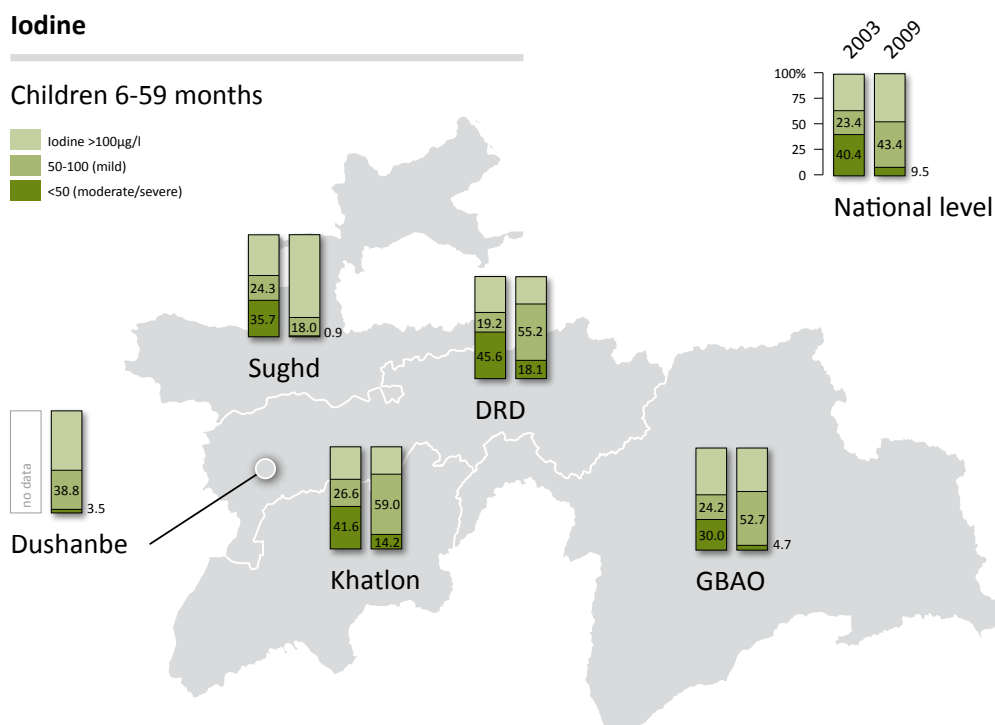 Iodine
Children 6-59 months
Iodine >100µg/l
50-100 (mild)
<50 (moderate/severe)
2003
2009
100%
75
50
25
0
23.4
40.4
43.4
9.5
National level
24.3
35.7
18.0
0.9
Sughd
19.2
45.6
55.2
18.1
DRD
no data
38.8
3.5
Dushanbe
26.6
41.6
59.0
14.2
Khatlon
24.2
30.0
52.7
4.7
GBAO